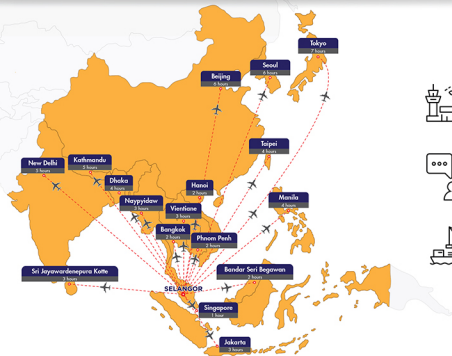 Tokyo
7 hours
Seoul
6 hours
Beijing
6 hours
Taipei
4 hours
New Delhi
5 hours
Kathmandu
5 hours
Dhaka
4 hours
Hanoi
2 hours
Naypyidaw
3 hours
Vientiane
3 hours
Manila
4 hours
Bangkok
2 hours
Phnom Penh
2 hours
Sri Jayawardenepura Kotte
3 hours
Bandar Seri Begawan
2 hours
SELANGOR
Singapore
1 hour
Jakarta
3 hours